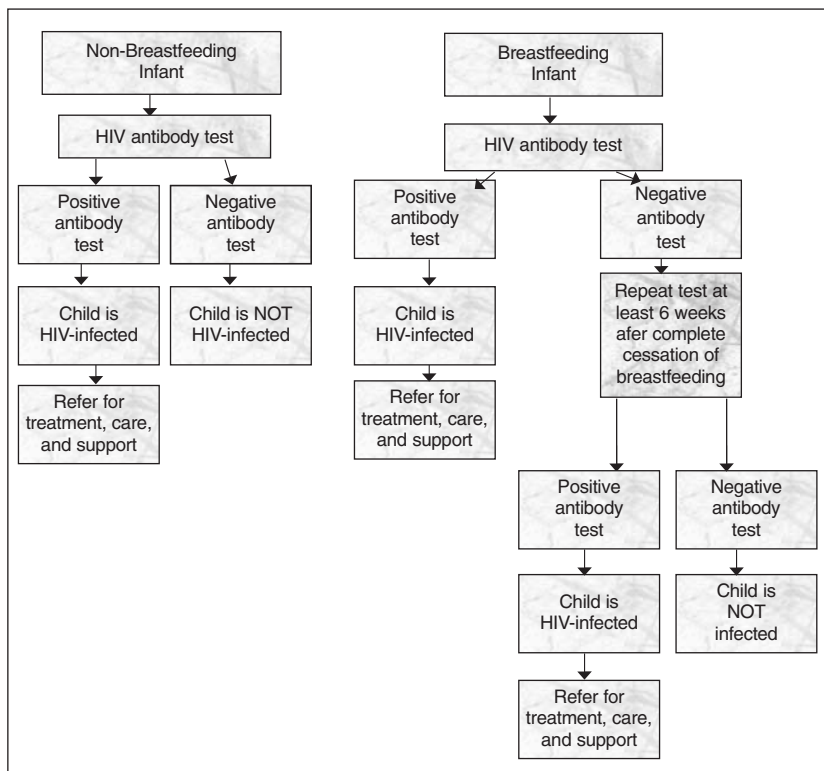 Non-Breastfeeding
Infant
HIV antibody test
Positive
antibody
test
Negative
antibody
test
Child is
HIV-infected
Child is NOT
HIV-infected
Refer for
treatment, care,
and support
Breastfeeding
Infant
HIV antibody test
Positive
antibody
test
Negative
antibody
test
Child is
HIV-infected
Repeat test at
least 6 weeks
afer complete
cessation of
breastfeeding
Refer for
treatment, care,
and support
Positive
antibody
test
Negative
antibody
test
Child is
HIV-infected
Child is
NOT
infected
Refer for
treatment, care,
and support